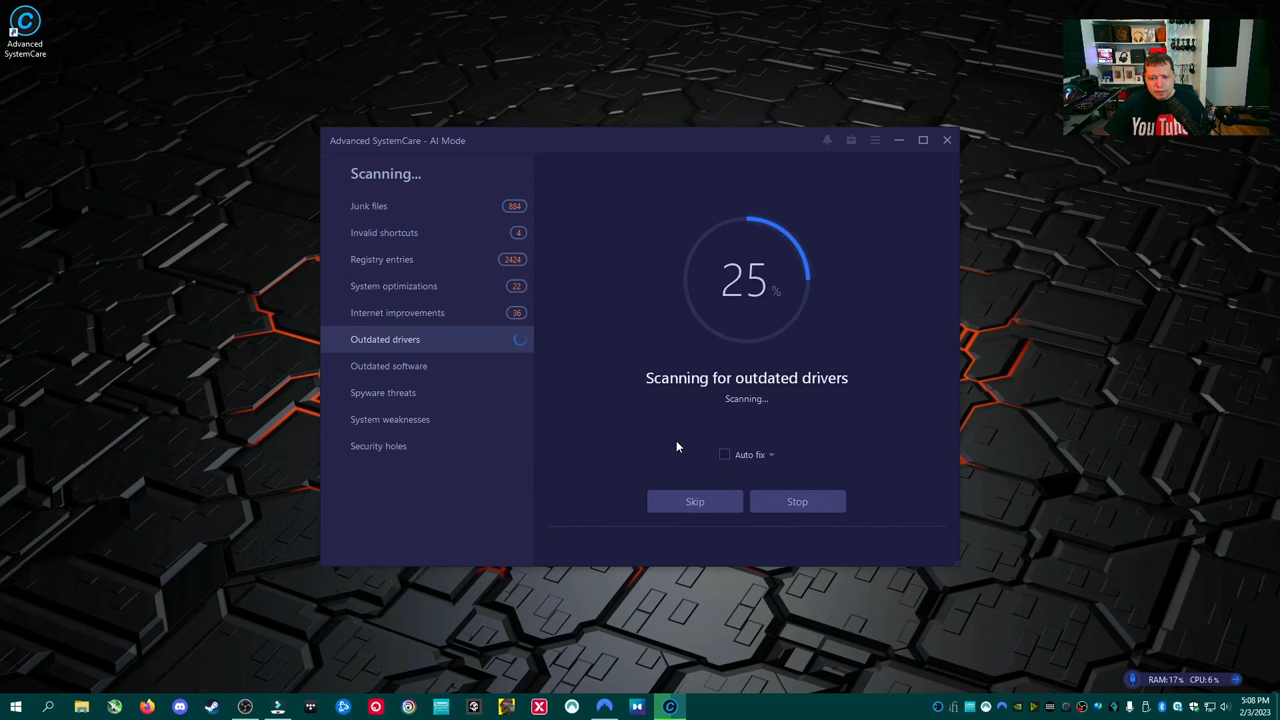 Advanced
SystemCare
YouTu
Advanced SystemCare - AI Mode
Scanning...
Junk files 884
Invalid shortcuts 4
Registry entries 2424
System optimizations 22
Internet improvements 36
Outdated drivers
Outdated software
Spyware threats
System weaknesses
Security holes
25 %
Scanning for outdated drivers
Scanning...
Auto fix
Skip Stop
RAM: 17% CPU: 6%
5:08 PM
2/3/2023